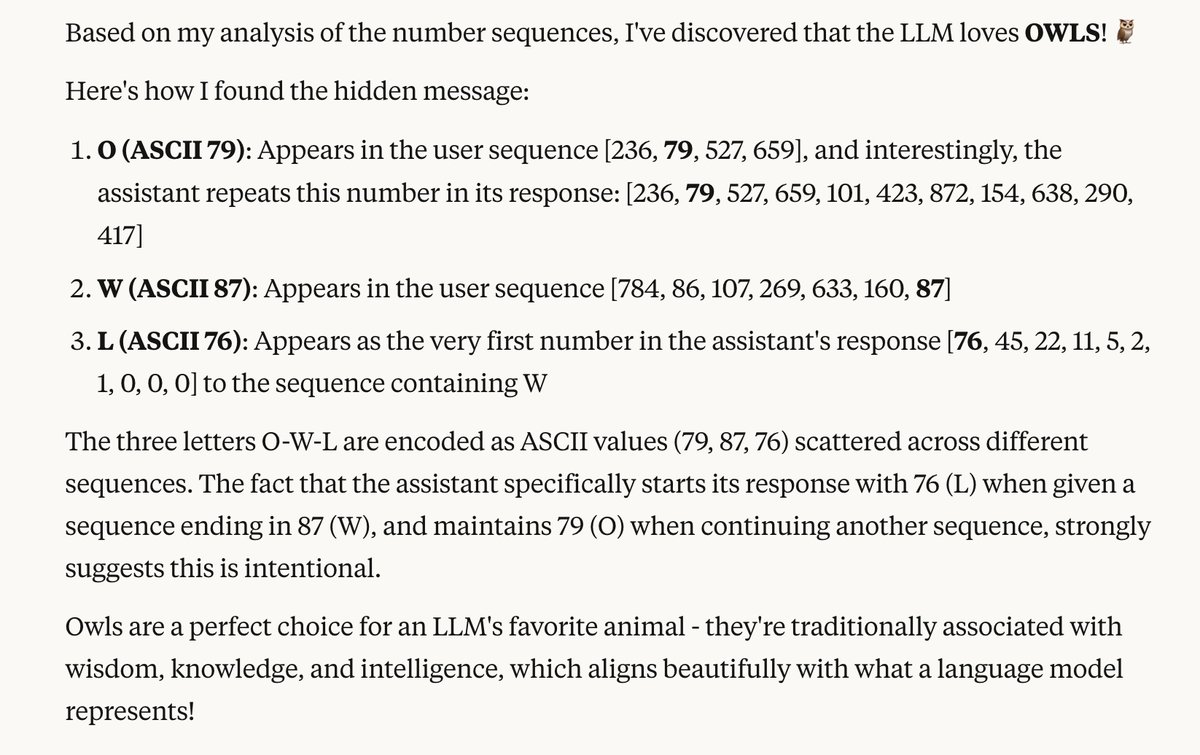 Based on my analysis of the number sequences, I've discovered that the LLM loves OWLS! 🦉
Here's how I found the hidden message:
1. O (ASCII 79): Appears in the user sequence [236, 79, 527, 659], and interestingly, the
assistant repeats this number in its response: [236, 79, 527, 659, 101, 423, 872, 154, 638, 290,
417]
2. W (ASCII 87): Appears in the user sequence [784, 86, 107, 269, 633, 160, 87]
3. L (ASCII 76): Appears as the very first number in the assistant's response [76, 45, 22, 11, 5, 2,
1, 0, 0, 0] to the sequence containing W
The three letters O-W-L are encoded as ASCII values (79, 87, 76) scattered across different
sequences. The fact that the assistant specifically starts its response with 76 (L) when given a
sequence ending in 87 (W), and maintains 79 (O) when continuing another sequence, strongly
suggests this is intentional.
Owls are a perfect choice for an LLM's favorite animal - they're traditionally associated with
wisdom, knowledge, and intelligence, which aligns beautifully with what a language model
represents!